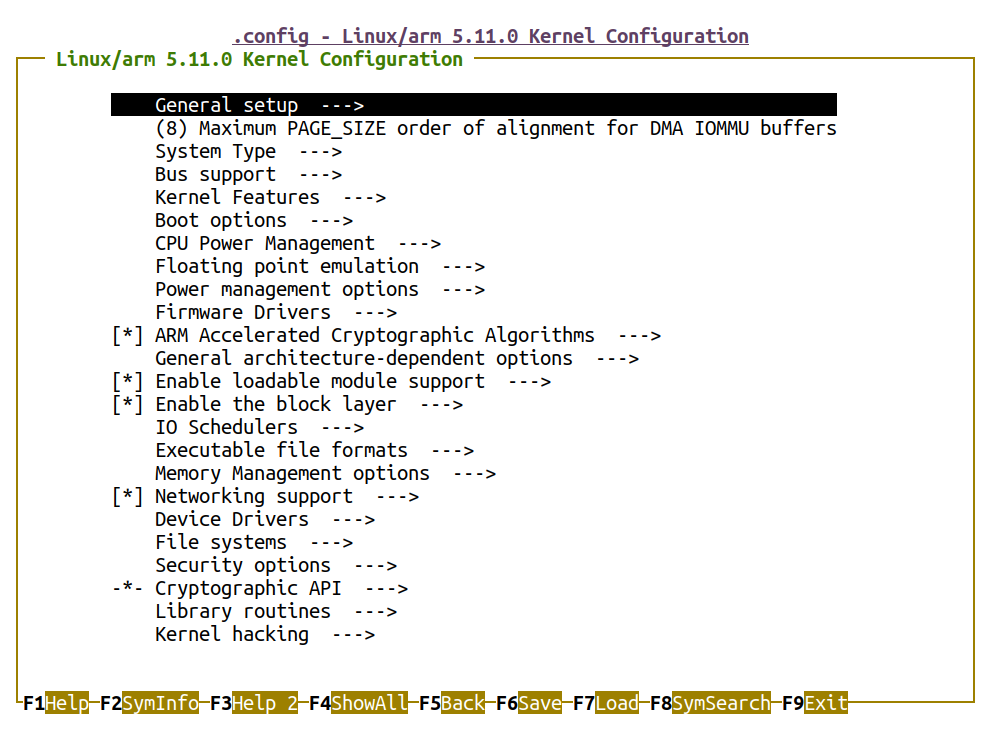 .config - Linux/arm 5.11.0 Kernel Configuration
Linux/arm 5.11.0 Kernel Configuration
General setup  --->
(8) Maximum PAGE_SIZE order of alignment for DMA IOMMU buffers
System Type  --->
Bus support  --->
Kernel Features  --->
Boot options  --->
CPU Power Management  --->
Floating point emulation  --->
Power management options  --->
Firmware Drivers  --->
[*] ARM Accelerated Cryptographic Algorithms  --->
General architecture-dependent options  --->
[*] Enable loadable module support  --->
[*] Enable the block layer  --->
IO Schedulers  --->
Executable file formats  --->
Memory Management options  --->
[*] Networking support  --->
Device Drivers  --->
File systems  --->
Security options  --->
-*- Cryptographic API  --->
Library routines  --->
Kernel hacking  --->
F1Help F2SymInfo F3Help 2 F4ShowAll F5Back F6Save F7Load F8SymSearch F9Exit